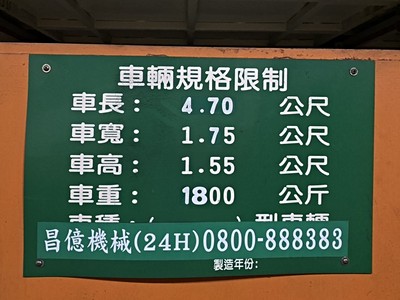 車輛規格限制
車長： 4.70 公尺
車寬： 1.75 公尺
車高： 1.55 公尺
車重： 1800 公斤
昌億機械(24H)0800-888383
製造年份：